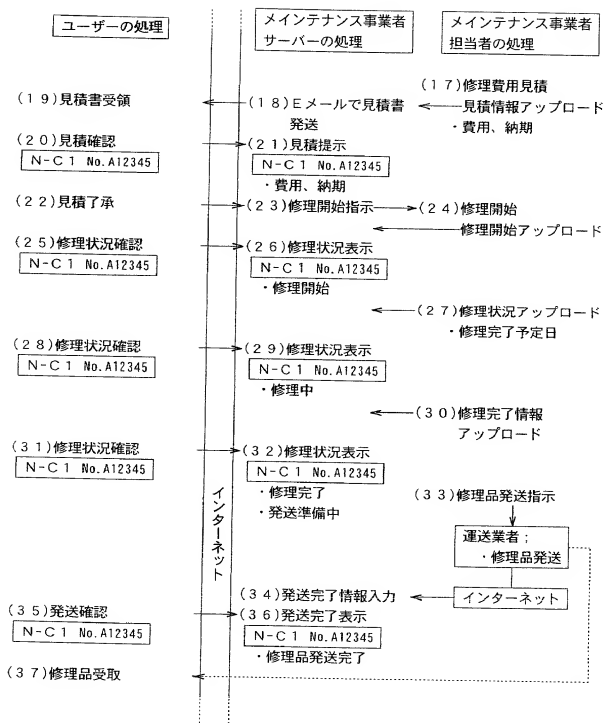 ユーザーの処理
メインテナンス事業者
サーバーの処理
メインテナンス事業者
担当者の処理
(17)修理費用見積
(19)見積書受領
(18)Eメールで見積書
発送
見積情報アップロード
・費用、納期
(20)見積確認
N-C1 No.A12345
(21)見積提示
N-C1 No.A12345
・費用、納期
(22)見積了承
(23)修理開始指示
(24)修理開始
修理開始アップロード
(25)修理状況確認
N-C1 No.A12345
(26)修理状況表示
N-C1 No.A12345
・修理開始
(27)修理状況アップロード
・修理完了予定日
(28)修理状況確認
N-C1 No.A12345
(29)修理状況表示
N-C1 No.A12345
・修理中
(30)修理完了情報
アップロード
(31)修理状況確認
N-C1 No.A12345
(32)修理状況表示
N-C1 No.A12345
・修理完了
・発送準備中
(33)修理品発送指示
インターネット
運送業者;
・修理品発送
(34)発送完了情報入力
インターネット
(35)発送確認
N-C1 No.A12345
(36)発送完了表示
N-C1 No.A12345
・修理品発送完了
(37)修理品受取